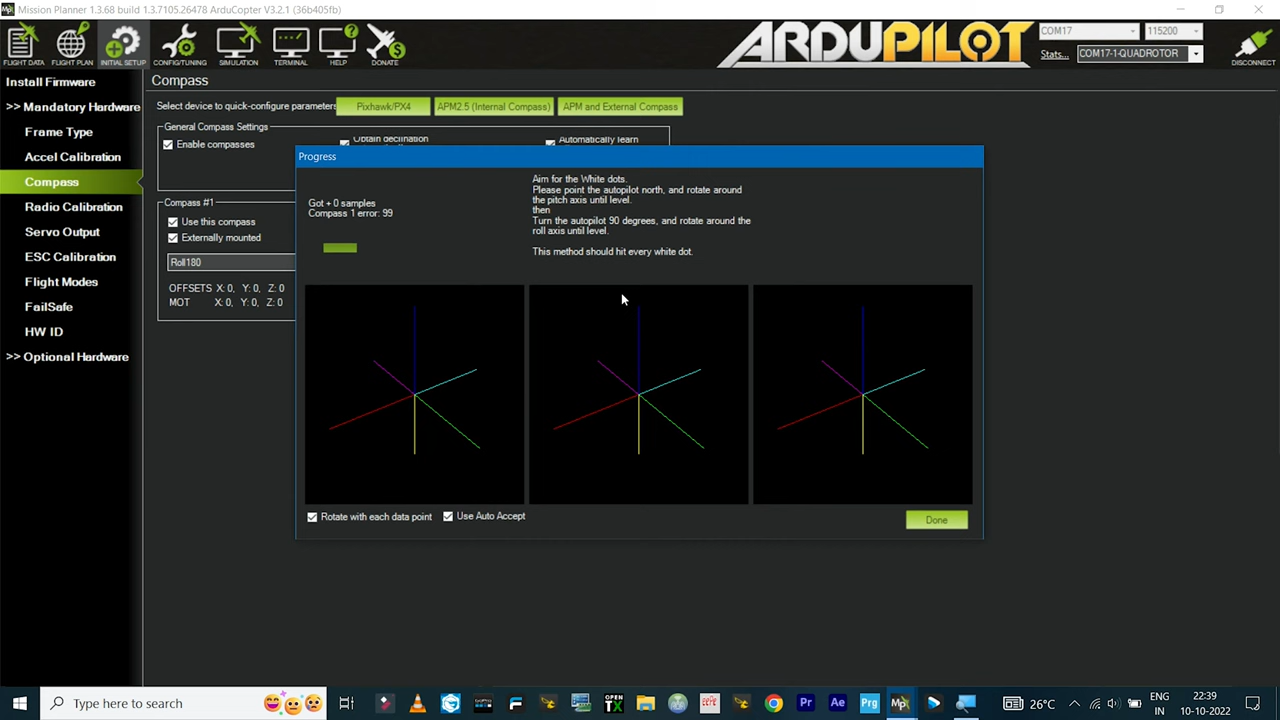 Mission Planner 1.3.68 build 1.3.7105.26478 ArduCopter V3.2.1 (36b405fb)
FLIGHT DATA
FLIGHT PLAN
INITIAL SETUP
CONFIG/TUNING
SIMULATION
TERMINAL
HELP
DONATE
ARDUPILOT
COM17
115200
Stats...
COM17-1-QUADROTOR
DISCONNECT
Install Firmware
>> Mandatory Hardware
Frame Type
Accel Calibration
Compass
Radio Calibration
Servo Output
ESC Calibration
Flight Modes
FailSafe
HW ID
>> Optional Hardware
Compass
Select device to quick-configure parameters
Pixhawk/PX4
APM2.5 (Internal Compass)
APM and External Compass
General Compass Settings
Enable compasses
Obtain declination
Automatically learn
Compass #1
Use this compass
Externally mounted
Roll180
OFFSETS X: 0, Y: 0, Z: 0
MOT X: 0, Y: 0, Z: 0
Progress
Got + 0 samples
Compass 1 error: 99
Aim for the White dots.
Please point the autopilot north, and rotate around
the pitch axis until level.
then
Turn the autopilot 90 degrees, and rotate around the
roll axis until level.
This method should hit every white dot.
Rotate with each data point
Use Auto Accept
Done
Type here to search
OPEN
TX
Pr
Ae
Prg
Mp
26°C
ENG
IN
22:39
10-10-2022